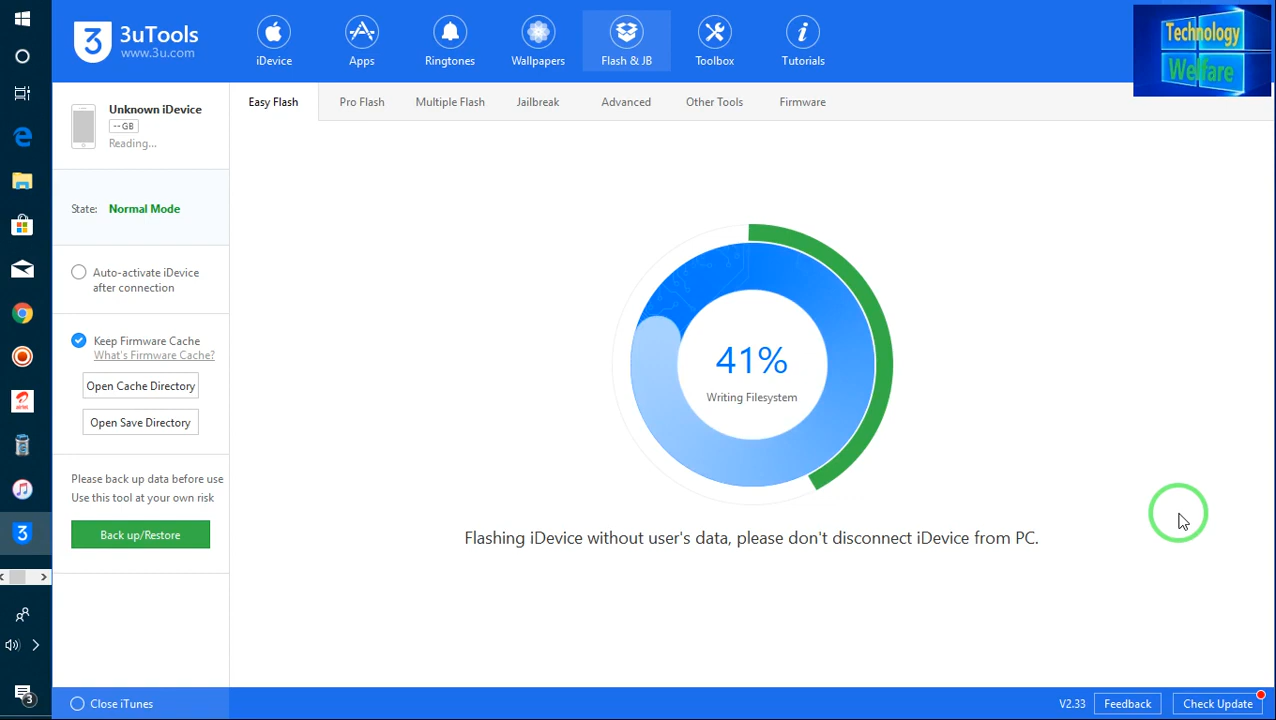 3 3uTools
www.3u.com
iDevice
Apps
Ringtones
Wallpapers
Flash & JB
Toolbox
Tutorials
Technology
Welfare
Unknown iDevice
-- GB
Reading...
State: Normal Mode
Auto-activate iDevice
after connection
Keep Firmware Cache
What's Firmware Cache?
Open Cache Directory
Open Save Directory
Please back up data before use
Use this tool at your own risk
Back up/Restore
Easy Flash
Pro Flash
Multiple Flash
Jailbreak
Advanced
Other Tools
Firmware
41%
Writing Filesystem
Flashing iDevice without user's data, please don't disconnect iDevice from PC.
airtel
3
3
Close iTunes
V2.33
Feedback
Check Update